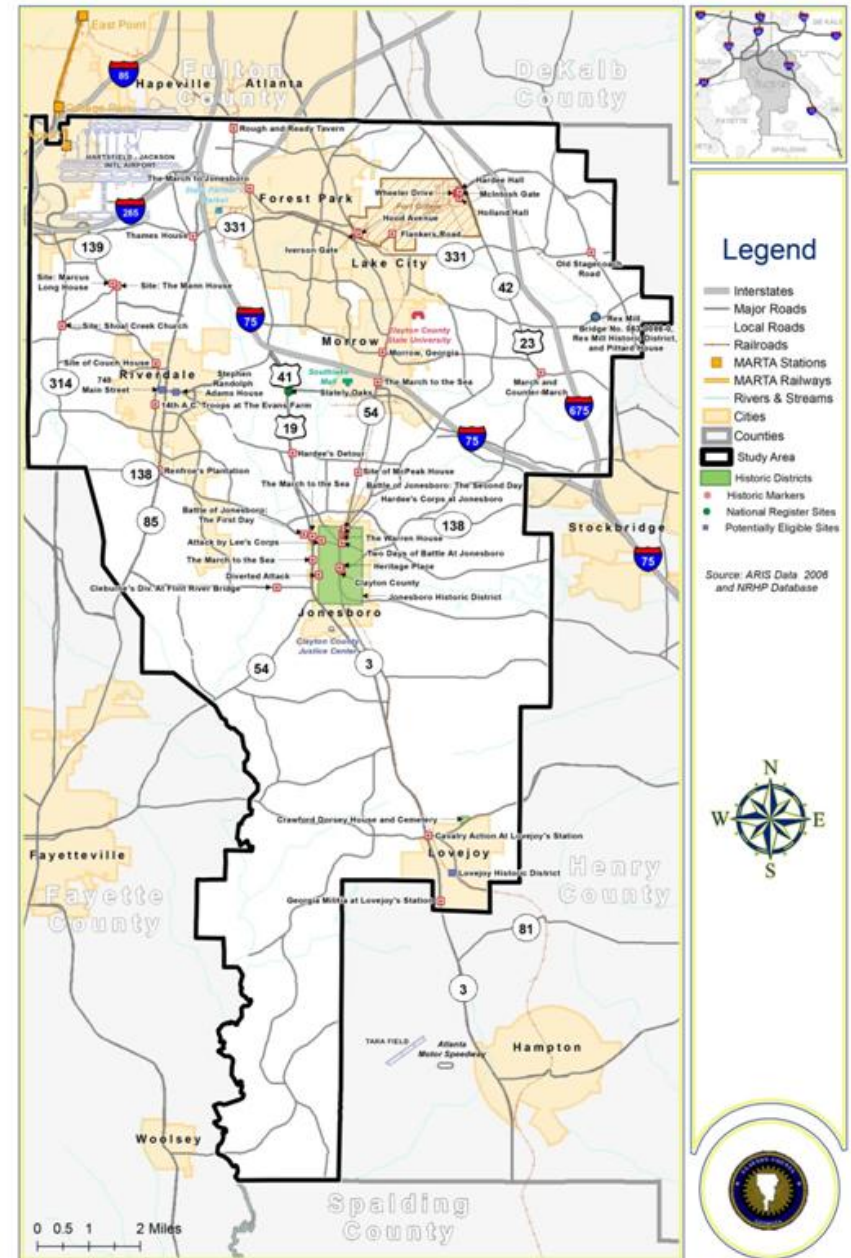 East Point
85
Fulton
County
Hapeville
Atlanta
DeKalb
County
HARTSFIELD - JACKSON
INTL AIRPORT
Rough and Ready Tavern
The March to Jonesboro
Forest Park
Hardee Hall
Wheeler Drive
McIntosh Gate
Holland Hall
Hood Avenue
Flankers Road
Iverson Gate
Lake City
285
331
331
139
Thames House
Old Stagecoach
Road
42
Site: Marcus
Long House
Site: The Mann House
Clayton County
State University
Rex Mill
Rex Mill Historic District,
and Pittard House
75
Site: Shoal Creek Church
Morrow
23
Morrow, Georgia
Site of Couch House
Riverdale
Southlake
Mall
314
748
Main Street
Stephen
Randolph
Adams House
41
Stately Oaks
The March to the Sea
March and
Counter-March
14th A.C. Troops at The Evans Farm
54
19
75
675
Hardee's Detour
138
Renfroe's Plantation
Site of McPeak House
The March to the Sea
Battle of Jonesboro: The Second Day
Hardee's Corps at Jonesboro
85
Battle of Jonesboro:
The First Day
138
Stockbridge
Attack by Lee's Corps
The Warren House
75
The March to the Sea
Two Days of Battle At Jonesboro
Heritage Place
Diverted Attack
Clayton County
Cleburne's Div. At Flint River Bridge
Jonesboro Historic District
Jonesboro
Clayton County
Justice Center
54
3
Crawford Dorsey House and Cemetery
Cavalry Action At Lovejoy's Station
Fayetteville
Lovejoy
Lovejoy Historic District
Henry
County
Fayette
County
Georgia Militia at Lovejoy's Station
81
3
TARA FIELD
Atlanta
Motor Speedway
Hampton
Woolsey
Spalding
County
0 0.5 1 2 Miles
DE KALB
FAYETTE
SPALDING
Legend
Interstates
Major Roads
Local Roads
Railroads
MARTA Stations
MARTA Railways
Rivers & Streams
Cities
Counties
Study Area
Historic Districts
Historic Markers
National Register Sites
Potentially Eligible Sites
Source: ARIS Data 2006
and NRHP Database
N
W
E
S